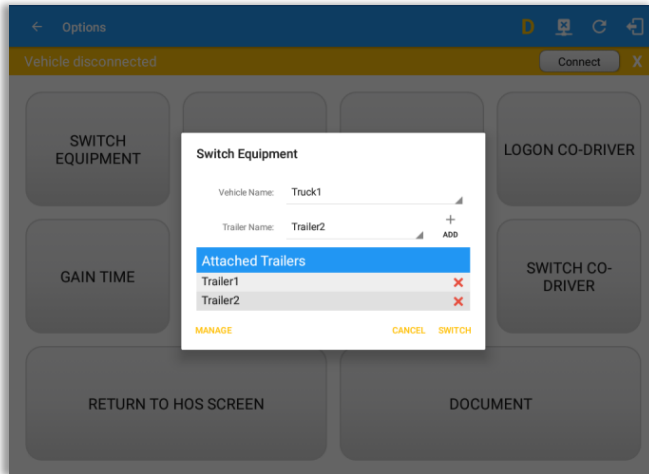 Options
D
Vehicle disconnected
Connect
X
SWITCH
EQUIPMENT
LOGON CO-DRIVER
Switch Equipment
Vehicle Name:
Truck1
Trailer Name:
Trailer2
+
ADD
Attached Trailers
Trailer1
Trailer2
MANAGE
CANCEL
SWITCH
GAIN TIME
SWITCH CO-
DRIVER
RETURN TO HOS SCREEN
DOCUMENT